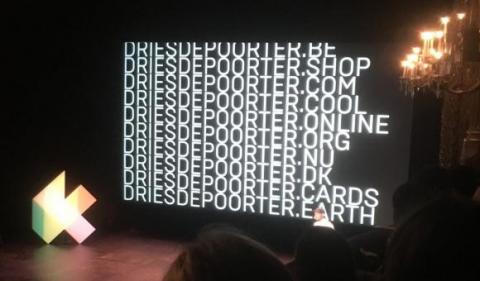 DRIESDEPOORTER.BE
DRIESDEPOORTER.SHOP
DRIESDEPOORTER.COM
DRIESDEPOORTER.COOL
DRIESDEPOORTER.ONLINE
DRIESDEPOORTER.ORG
DRIESDEPOORTER.NU
DRIESDEPOORTER.DK
DRIESDEPOORTER.CARDS
DRIESDEPOORTER.EARTH